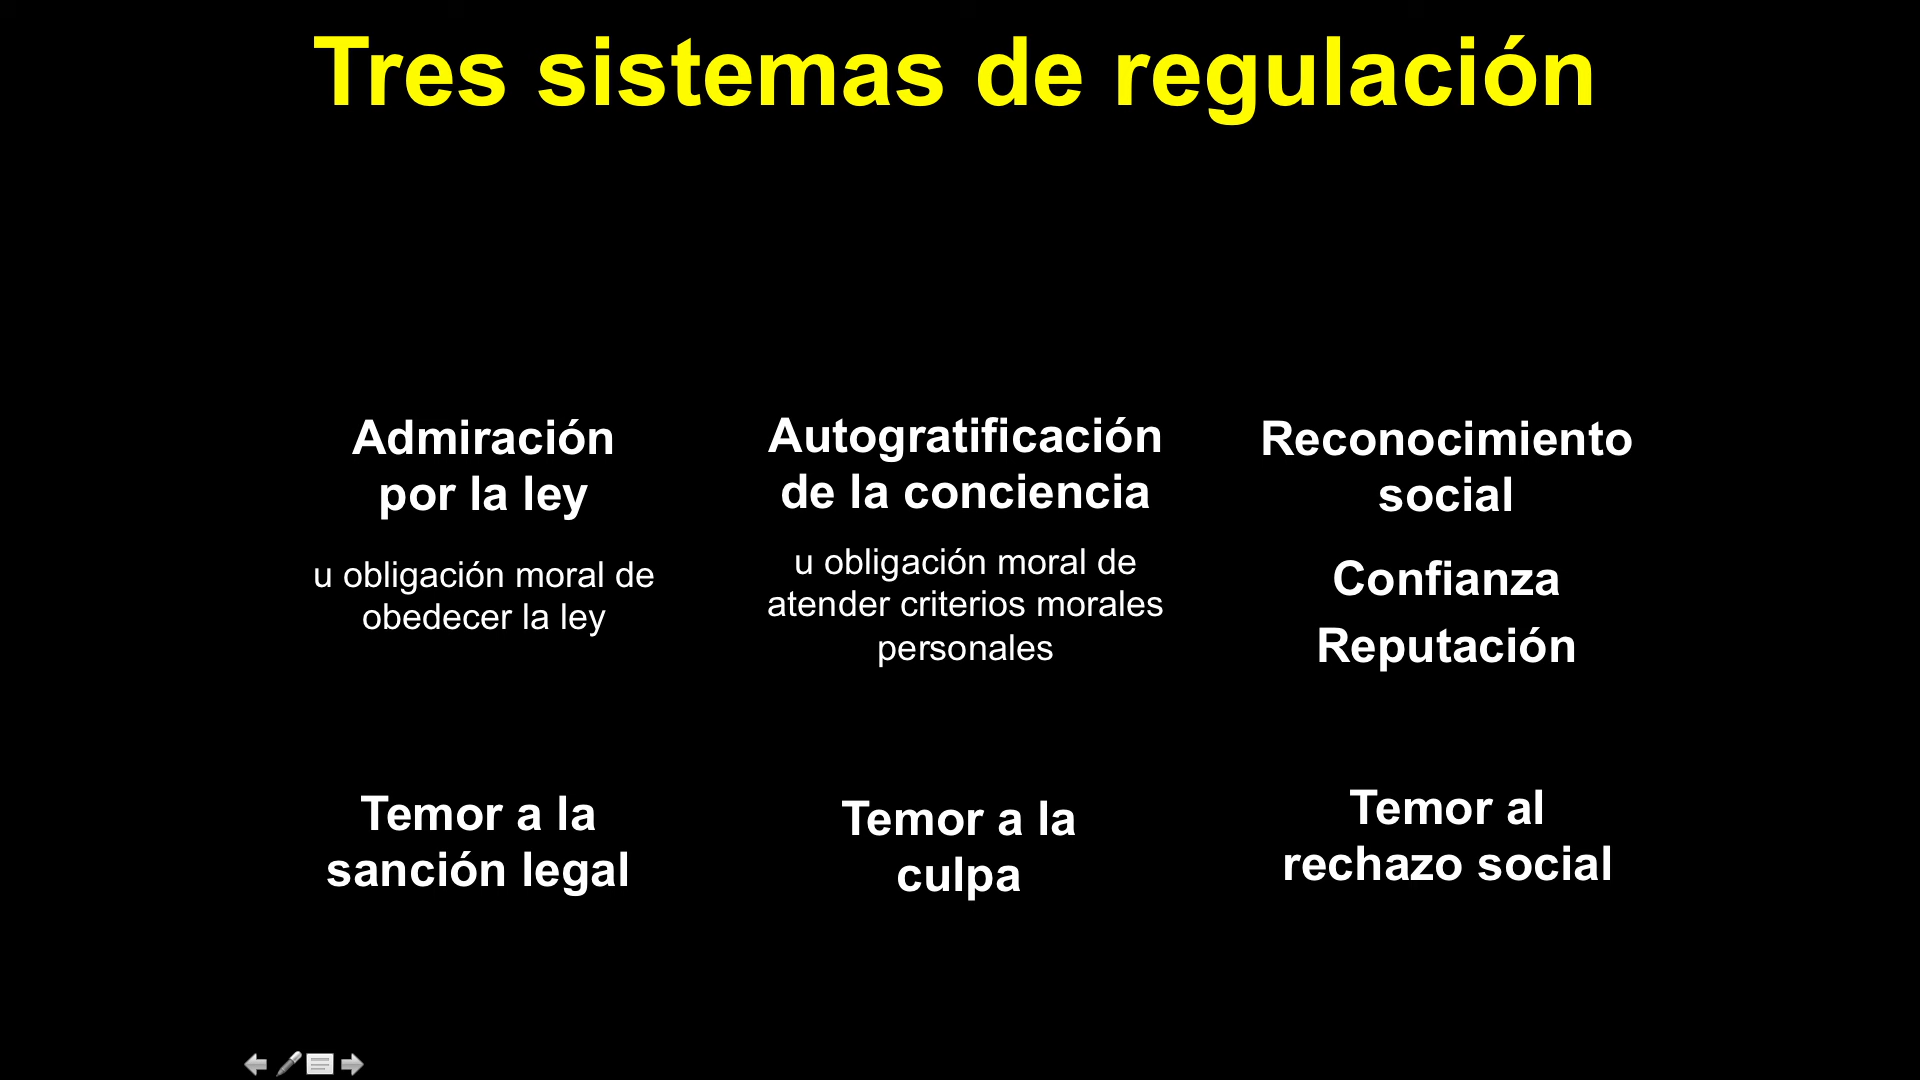 Tres sistemas de regulación
Admiración
por la ley
u obligación moral de
obedecer la ley
Autogratificación
de la conciencia
u obligación moral de
atender criterios morales
personales
Reconocimiento
social
Confianza
Reputación
Temor a la
sanción legal
Temor a la
culpa
Temor al
rechazo social